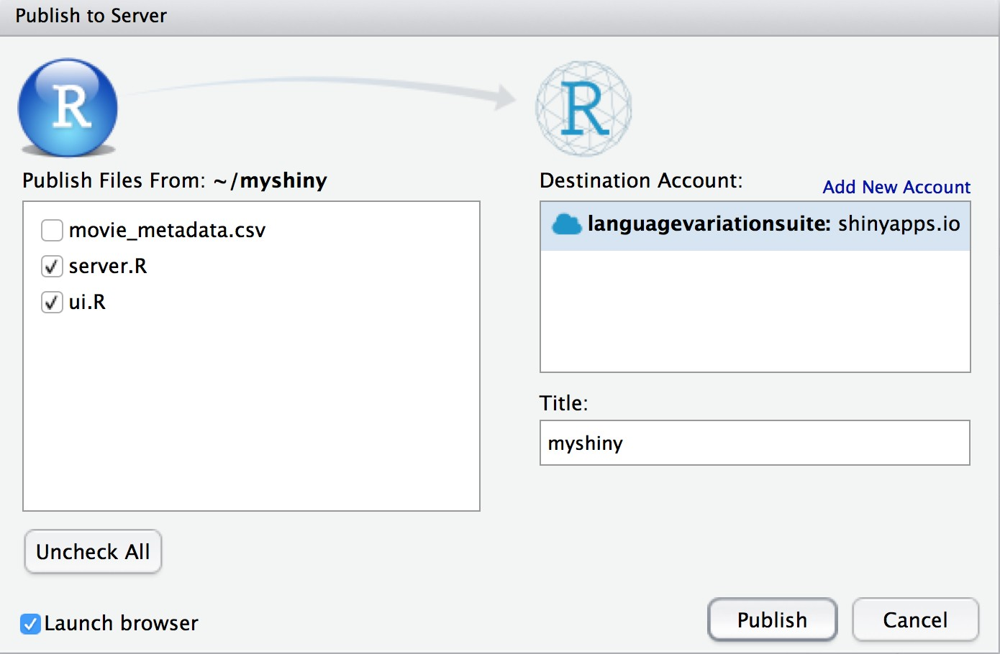 Publish to Server
R
R
Publish Files From: ~/myshiny
movie_metadata.csv
server.R
ui.R
Uncheck All
Launch browser
Destination Account:
Add New Account
languagevariationsuite: shinyapps.io
Title:
myshiny
Publish
Cancel